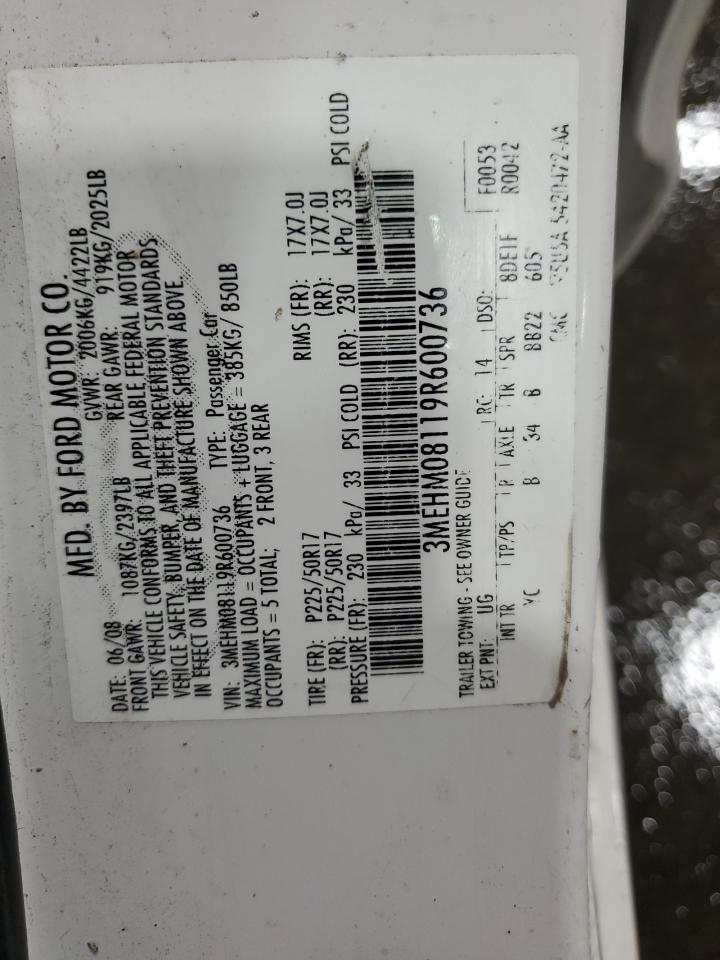 MFD. BY FORD MOTOR CO.
DATE: 06/08 GVWR: 2006KG/4422LB
FRONT GAWR: 1087KG/2397LB REAR GAWR: 919KG/2025LB
THIS VEHICLE CONFORMS TO ALL APPLICABLE FEDERAL MOTOR
VEHICLE SAFETY, BUMPER, AND THEFT PREVENTION STANDARDS
IN EFFECT ON THE DATE OF MANUFACTURE SHOWN ABOVE.
VIN: 3MEHM08119R600736 TYPE: Passenger Car
MAXIMUM LOAD = OCCUPANTS + LUGGAGE = 385KG/ 850LB
OCCUPANTS = 5 TOTAL; 2 FRONT, 3 REAR
TIRE (FR): P225/50R17 RIMS (FR): 17X7.0J
(RR): P225/50R17 (RR): 17X7.0J
PRESSURE (FR): 230 kPa/ 33 PSI COLD (RR): 230 kPa/ 33 PSI COLD
3MEHM08119R600736
TRAILER TOWING - SEE OWNER GUIDE F0053
EXT PNT: UG RC: 14 DSO: R0042
INT TR TP/PS R AXLE TR SPR 8DE1F
YC B 34 B BB22 605
5420472-AA